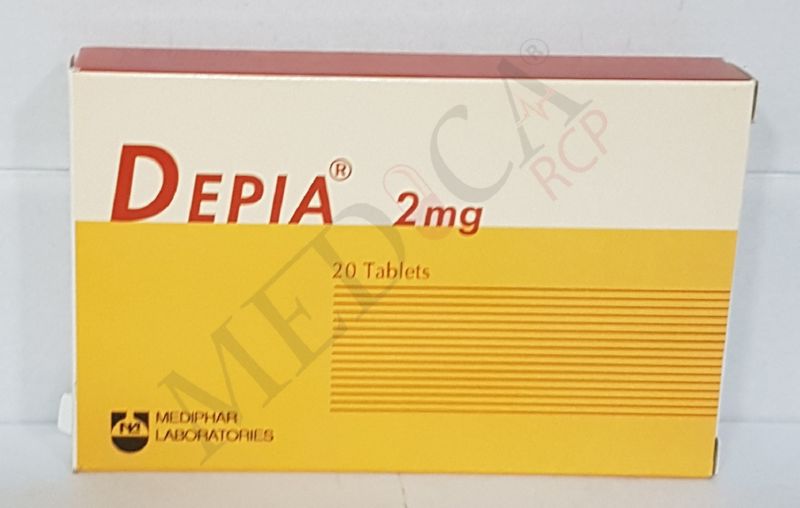 DEPIA® 2mg
20 Tablets
MEDIPHAR
LABORATORIES
MEDICA®
RCP